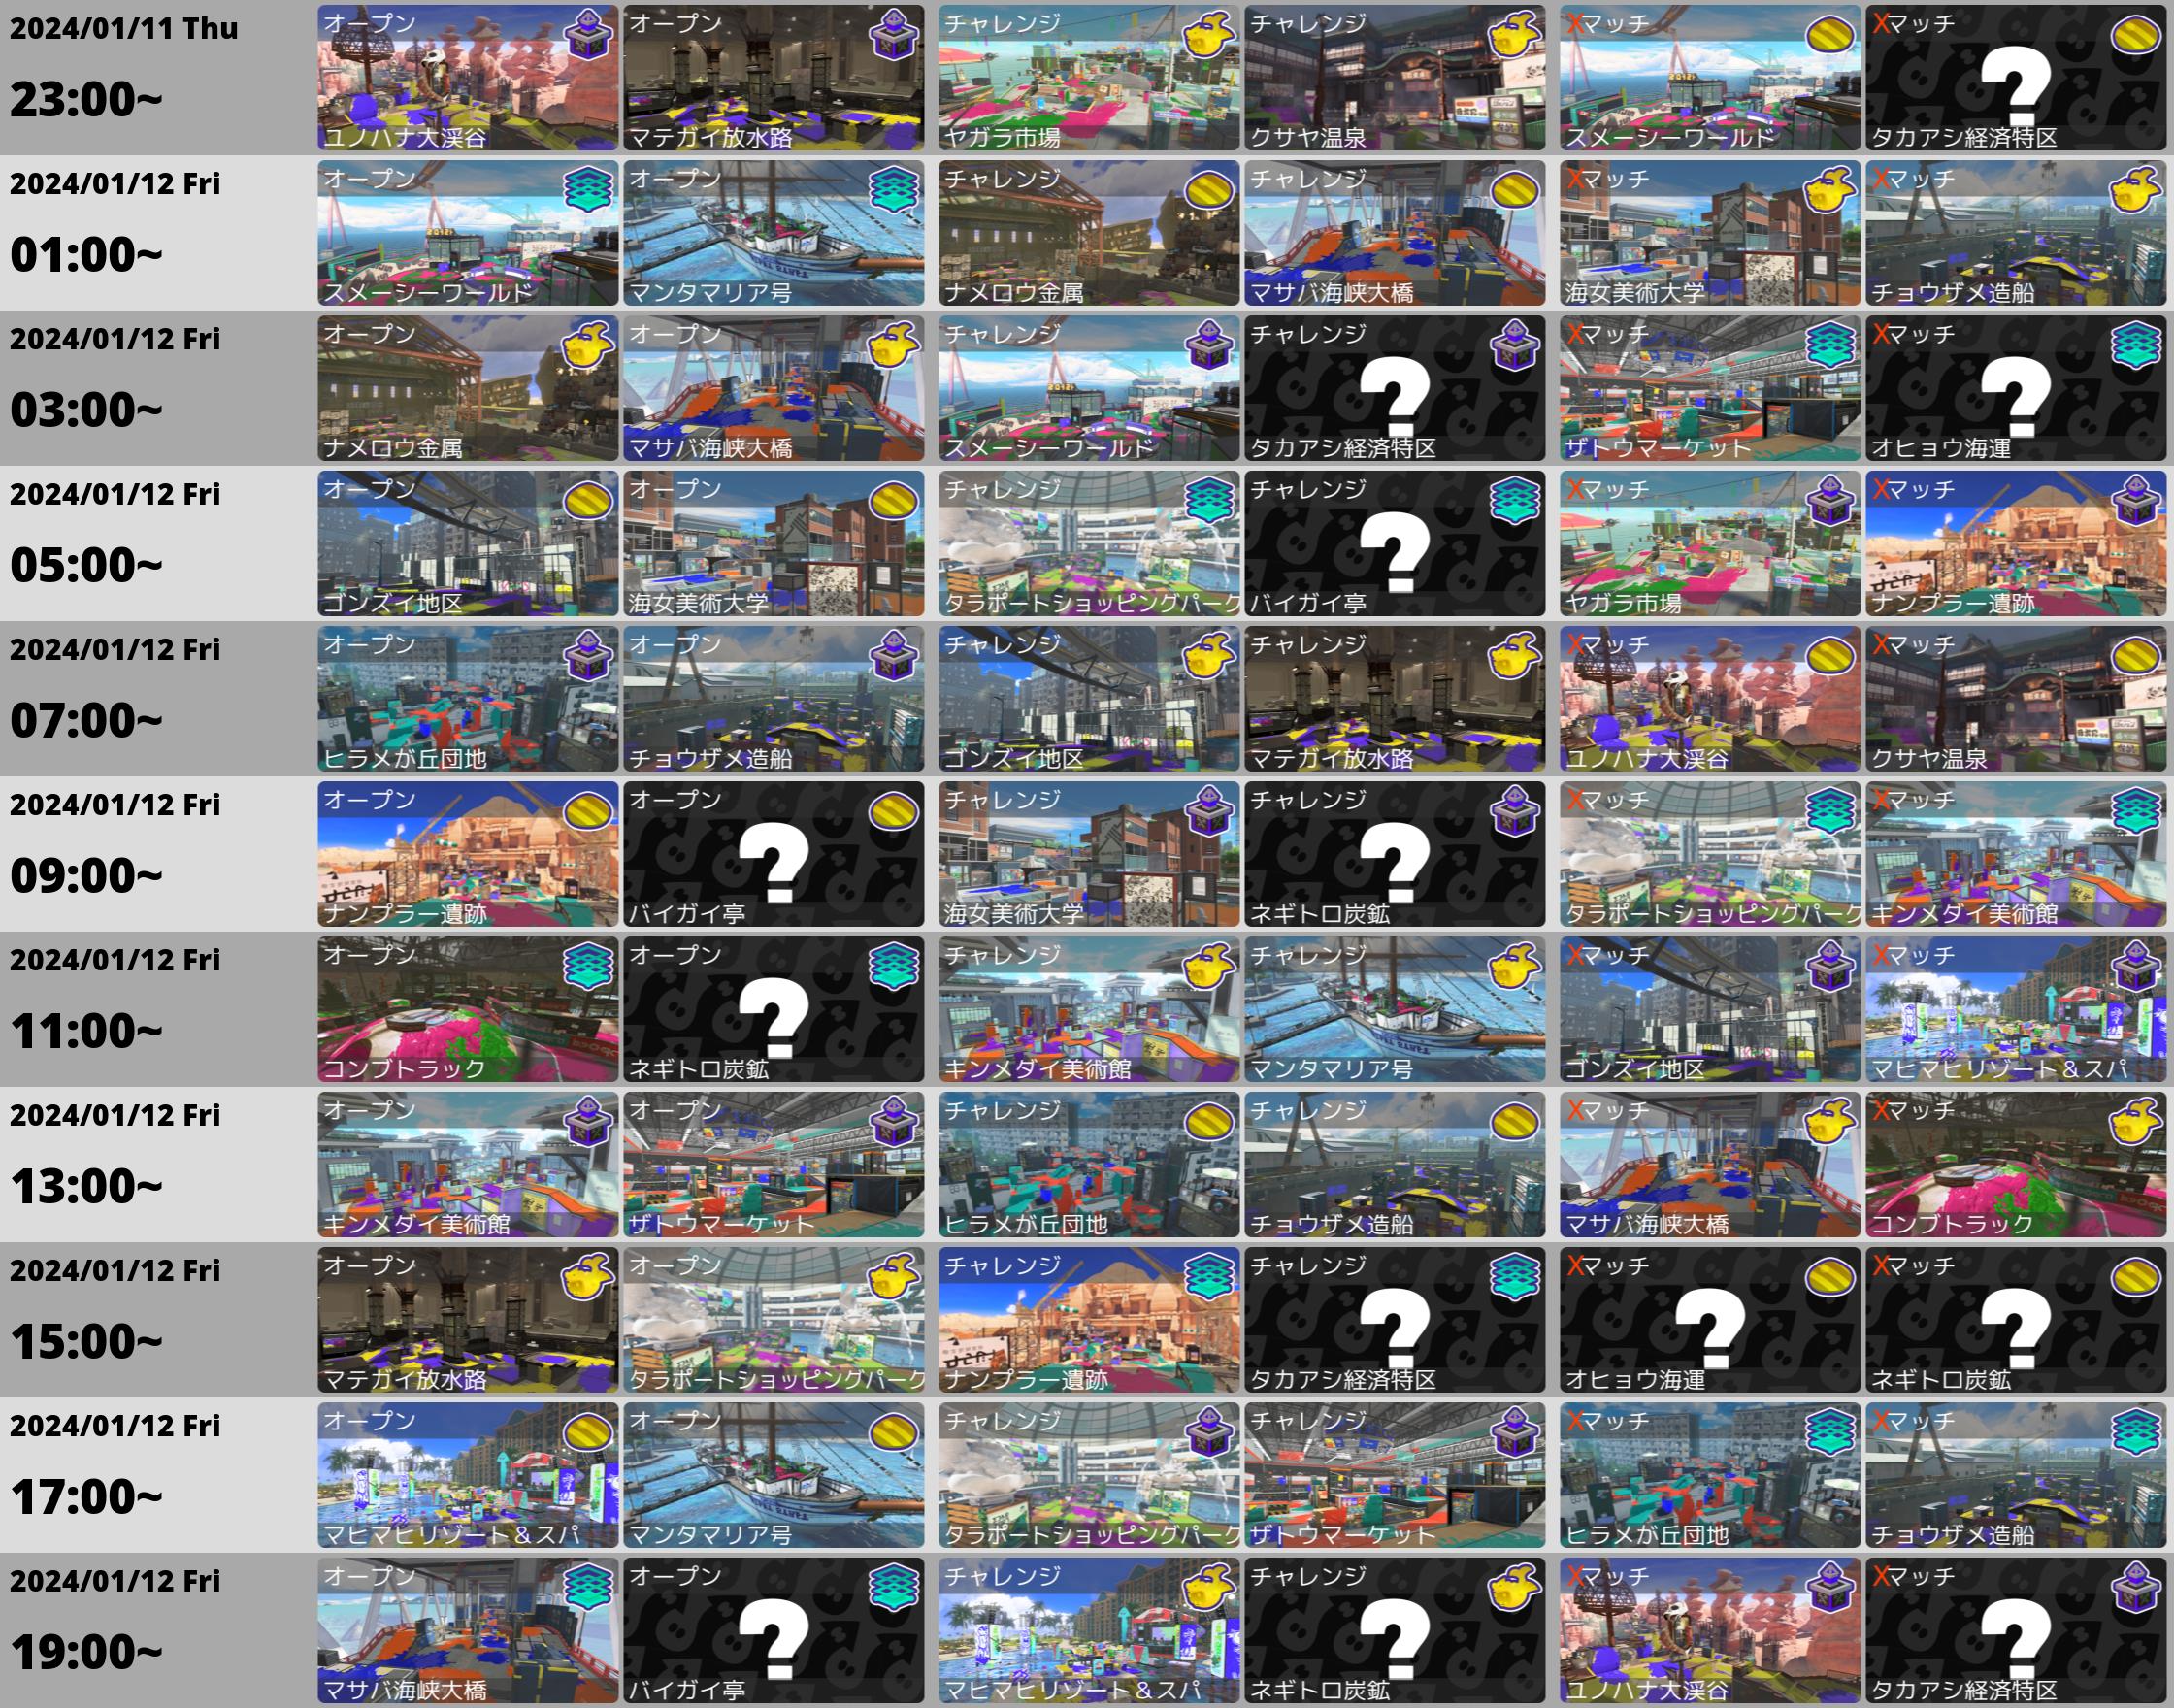 2024/01/11 Thu
23:00~
オープン オープン チャレンジ チャレンジ Xマッチ Xマッチ
ユノハナ大渓谷 マテガイ放水路 ヤガラ市場 クサヤ温泉 スメーシーワールド タカアシ経済特区
2024/01/12 Fri
01:00~
オープン オープン チャレンジ チャレンジ Xマッチ Xマッチ
スメーシーワールド マンタマリア号 ナメロウ金属 マサバ海峡大橋 海女美術大学 チョウザメ造船
2024/01/12 Fri
03:00~
オープン オープン チャレンジ チャレンジ Xマッチ Xマッチ
ナメロウ金属 マサバ海峡大橋 スメーシーワールド タカアシ経済特区 ザトウマーケット オヒョウ海運
2024/01/12 Fri
05:00~
オープン オープン チャレンジ チャレンジ Xマッチ Xマッチ
ゴンズイ地区 海女美術大学 タラポートショッピングパーク バイガイ亭 ヤガラ市場 ナンプラー遺跡
2024/01/12 Fri
07:00~
オープン オープン チャレンジ チャレンジ Xマッチ Xマッチ
ヒラメが丘団地 チョウザメ造船 ゴンズイ地区 マテガイ放水路 ユノハナ大渓谷 クサヤ温泉
2024/01/12 Fri
09:00~
オープン オープン チャレンジ チャレンジ Xマッチ Xマッチ
ナンプラー遺跡 バイガイ亭 海女美術大学 ネギトロ炭鉱 タラポートショッピングパーク キンメダイ美術館
2024/01/12 Fri
11:00~
オープン オープン チャレンジ チャレンジ Xマッチ Xマッチ
コンブトラック ネギトロ炭鉱 キンメダイ美術館 マンタマリア号 ゴンズイ地区 マヒマヒリゾート＆スパ
2024/01/12 Fri
13:00~
オープン オープン チャレンジ チャレンジ Xマッチ Xマッチ
キンメダイ美術館 ザトウマーケット ヒラメが丘団地 チョウザメ造船 マサバ海峡大橋 コンブトラック
2024/01/12 Fri
15:00~
オープン オープン チャレンジ チャレンジ Xマッチ Xマッチ
マテガイ放水路 タラポートショッピングパーク ナンプラー遺跡 タカアシ経済特区 オヒョウ海運 ネギトロ炭鉱
2024/01/12 Fri
17:00~
オープン オープン チャレンジ チャレンジ Xマッチ Xマッチ
マヒマヒリゾート＆スパ マンタマリア号 タラポートショッピングパーク ザトウマーケット ヒラメが丘団地 チョウザメ造船
2024/01/12 Fri
19:00~
オープン オープン チャレンジ チャレンジ Xマッチ Xマッチ
マサバ海峡大橋 バイガイ亭 マヒマヒリゾート＆スパ ネギトロ炭鉱 ユノハナ大渓谷 タカアシ経済特区